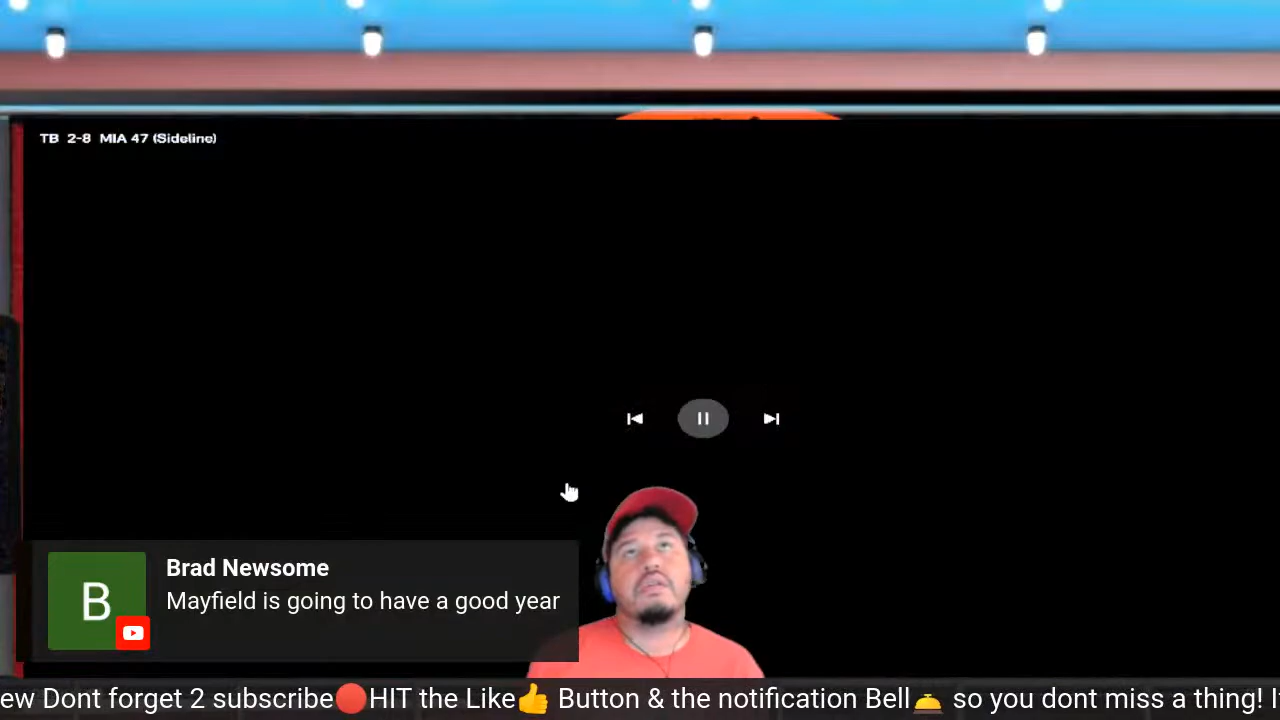 TB 2-8 MIA 47 (Sideline)
B
Brad Newsome
Mayfield is going to have a good year
ew Dont forget 2 subscribe🔴HIT the Like👍 Button & the notification Bell🛎️ so you dont miss a thing! I